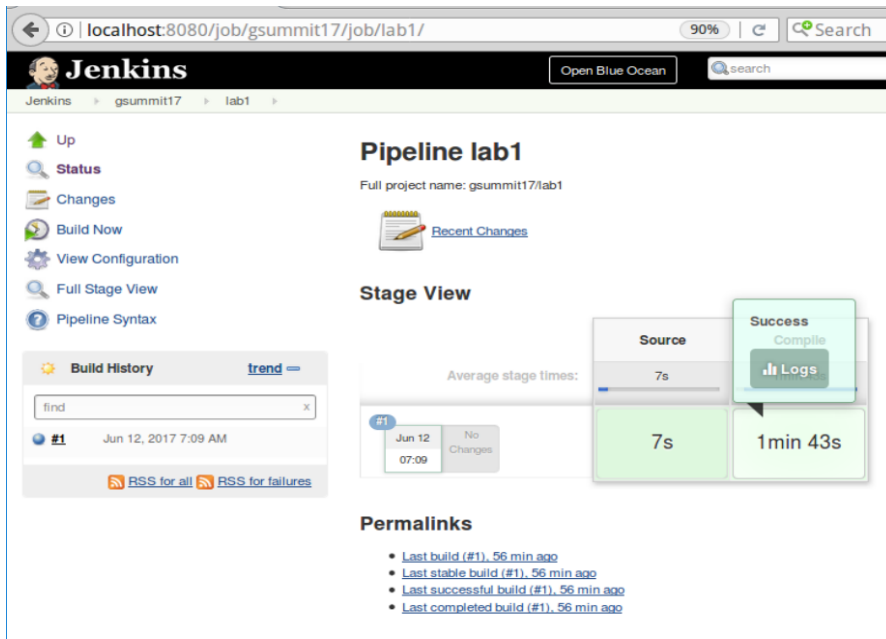 localhost:8080/job/gsummit17/job/lab1/
90%
Search
Jenkins
Open Blue Ocean
search
Jenkins
gsummit17
lab1
Up
Status
Changes
Build Now
View Configuration
Full Stage View
Pipeline Syntax
Build History
trend
find
x
#1
Jun 12, 2017 7:09 AM
RSS for all
RSS for failures
Pipeline lab1
Full project name: gsummit17/lab1
Recent Changes
Stage View
Source
Success
Compile
Logs
Average stage times:
7s
1min 43s
#1
Jun 12
07:09
No
Changes
7s
1min 43s
Permalinks
Last build (#1), 56 min ago
Last stable build (#1), 56 min ago
Last successful build (#1), 56 min ago
Last completed build (#1), 56 min ago